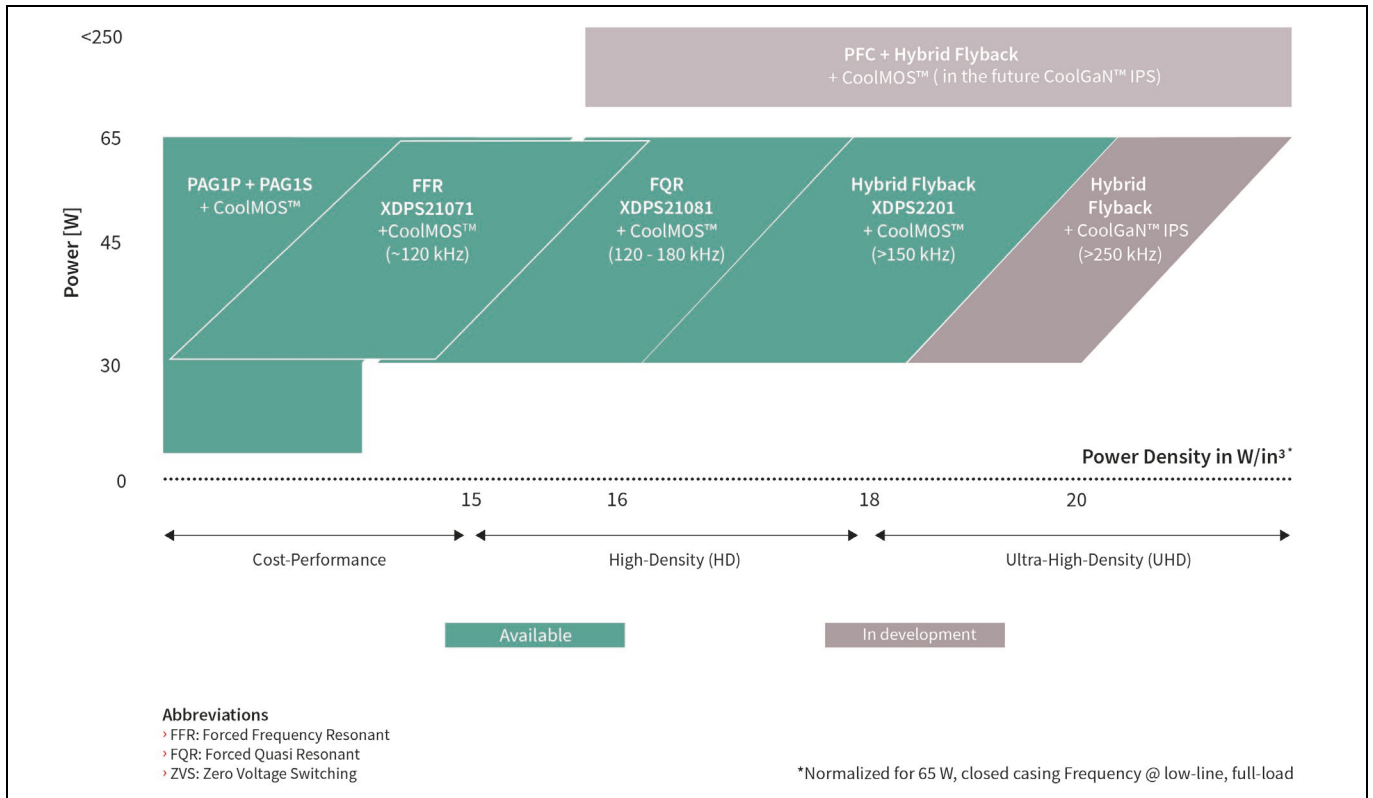 <250
PFC + Hybrid Flyback
+ CoolMOS™ ( in the future CoolGaN™ IPS)
65
PAG1P + PAG1S
+ CoolMOS™
FFR
XDPS21071
+CoolMOS™
(~120 kHz)
FQR
XDPS21081
+ CoolMOS™
(120 - 180 kHz)
Hybrid Flyback
XDPS2201
+ CoolMOS™
(>150 kHz)
Hybrid
Flyback
+ CoolGaN™ IPS
(>250 kHz)
Power [W]
45
30
0
Power Density in W/in³*
15
16
18
20
Cost-Performance
High-Density (HD)
Ultra-High-Density (UHD)
Available
In development
Abbreviations
› FFR: Forced Frequency Resonant
› FQR: Forced Quasi Resonant
› ZVS: Zero Voltage Switching
*Normalized for 65 W, closed casing Frequency @ low-line, full-load